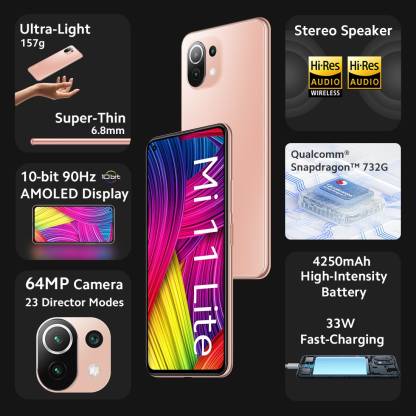 Ultra-Light
157g
Super-Thin
6.8mm
10-bit 90Hz
10bit
AMOLED Display
64MP Camera
23 Director Modes
Mi 11 Lite
Stereo Speaker
Hi-Res
AUDIO
WIRELESS
Hi-Res
AUDIO
Qualcomm®
Snapdragon™ 732G
4250mAh
High-Intensity
Battery
33W
Fast-Charging